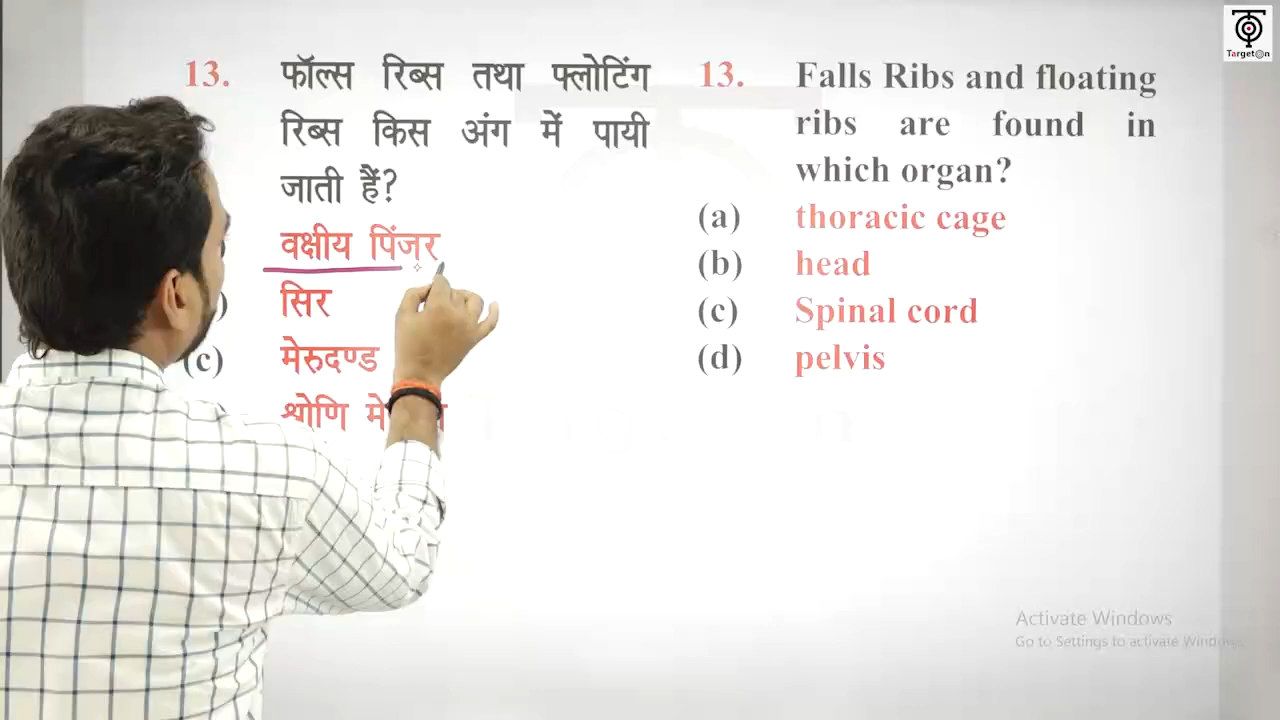 13. फॉल्स रिब्स तथा फ्लोटिंग
रिब्स किस अंग में पायी
जाती हैं?
वक्षीय पिंजर
) सिर
(c) मेरुदण्ड
श्रोणि
13. Falls Ribs and floating
ribs are found in
which organ?
(a) thoracic cage
(b) head
(c) Spinal cord
(d) pelvis
TargetOn
Activate Windows
Go to Settings to activate Windows.